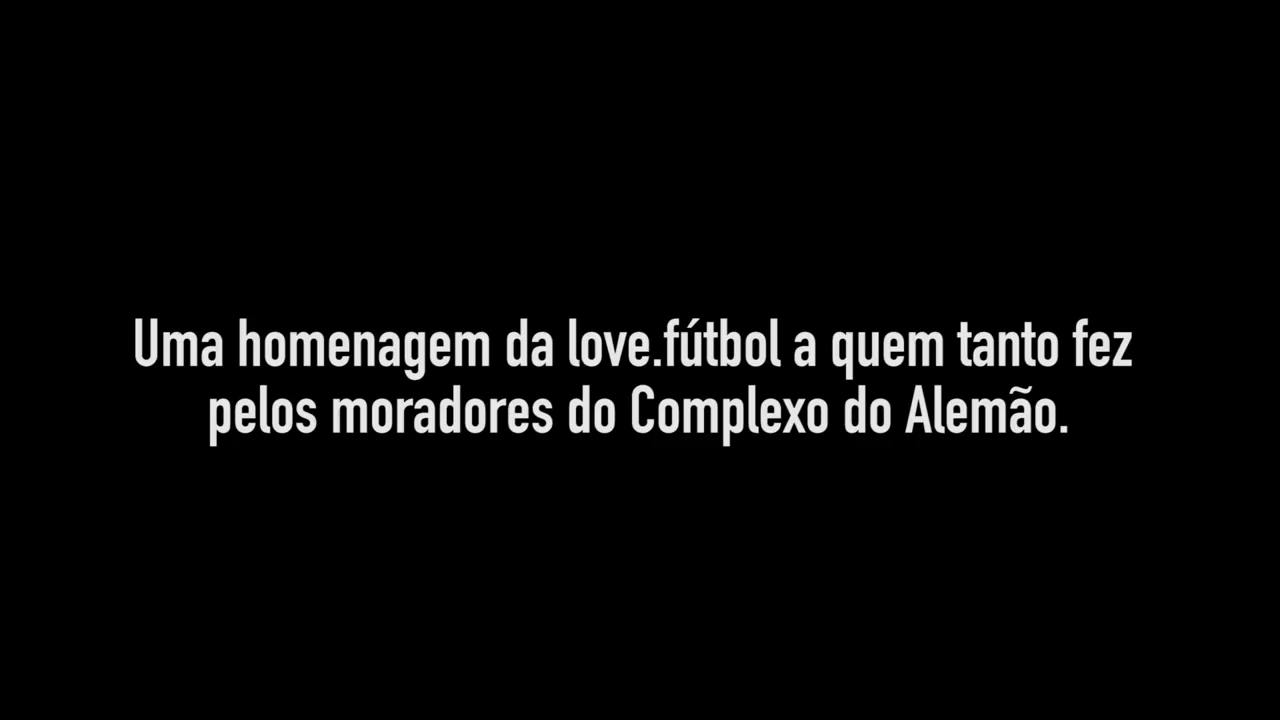 Uma homenagem da love.fútbol a quem tanto fez
pelos moradores do Complexo do Alemão.